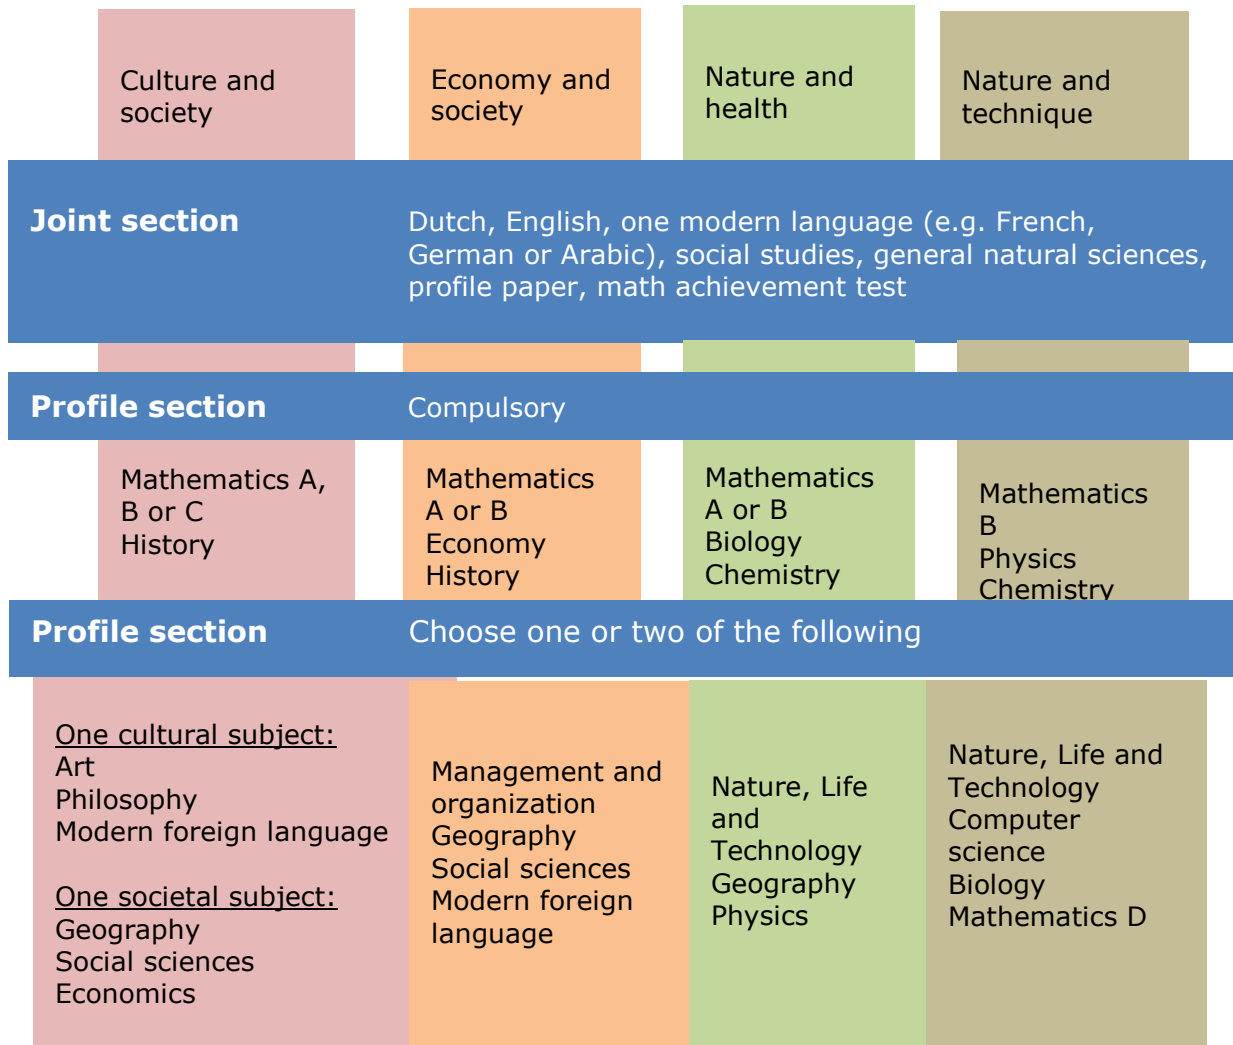 Culture and
society
Economy and
society
Nature and
health
Nature and
technique
Joint section
Dutch, English, one modern language (e.g. French,
German or Arabic), social studies, general natural sciences,
profile paper, math achievement test
Profile section
Compulsory
Mathematics A,
B or C
History
Mathematics
A or B
Economy
History
Mathematics
A or B
Biology
Chemistry
Mathematics
B
Physics
Chemistry
Profile section
Choose one or two of the following
One cultural subject:
Art
Philosophy
Modern foreign language
One societal subject:
Geography
Social sciences
Economics
Management and
organization
Geography
Social sciences
Modern foreign
language
Nature, Life
and
Technology
Geography
Physics
Nature, Life and
Technology
Computer
science
Biology
Mathematics D